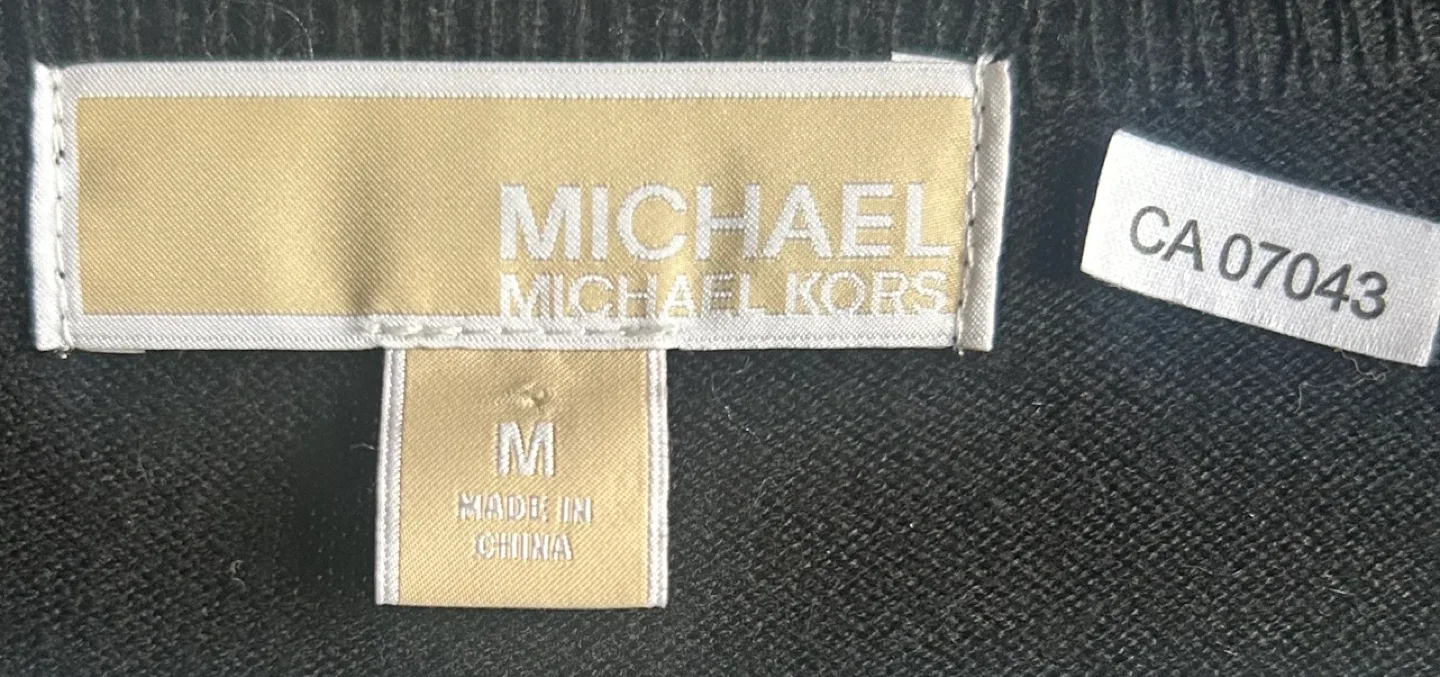 MICHAEL
MICHAEL KORS
CA 07043
M
MADE IN
CHINA